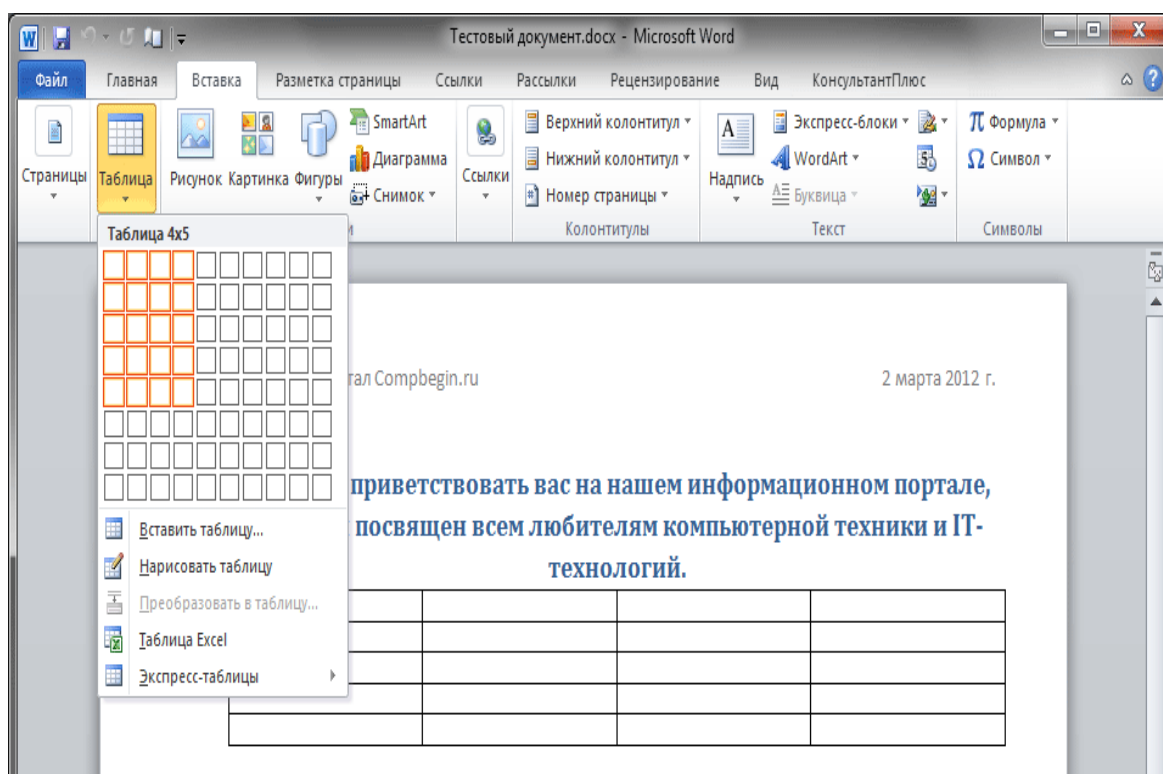 Тестовый документ.docx - Microsoft Word
Файл Главная Вставка Разметка страницы Ссылки Рассылки Рецензирование Вид КонсультантПлюс
Страницы
Таблица
Рисунок Картинка Фигуры
SmartArt
Диаграмма
Снимок
Ссылки
Верхний колонтитул
Нижний колонтитул
Номер страницы
Колонтитулы
Надпись
Экспресс-блоки
WordArt
Буквица
Текст
Формула
Символ
Символы
Таблица 4x5
Вставить таблицу...
Нарисовать таблицу
Преобразовать в таблицу...
Таблица Excel
Экспресс-таблицы
Compbegin.ru 2 марта 2012 г.
приветствовать вас на нашем информационном портале,
посвящен всем любителям компьютерной техники и IT-
технологий.